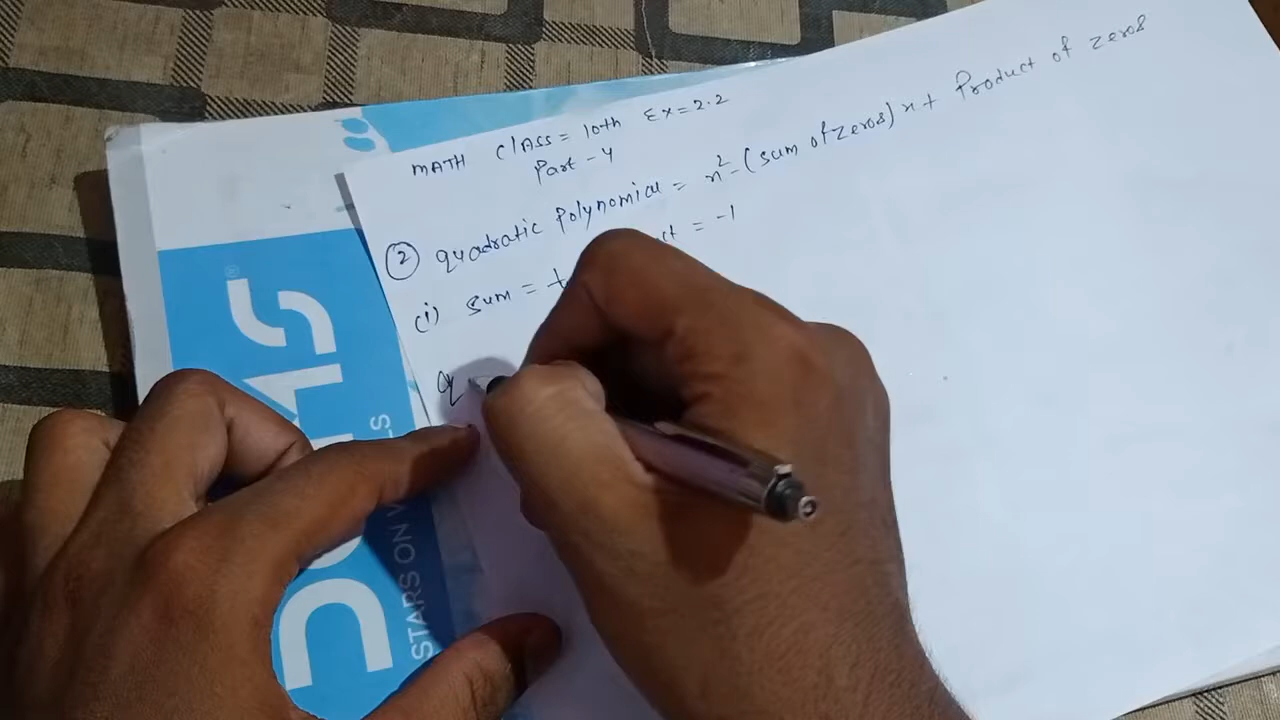 MATH Class = 10th Ex = 2.2
Part - 4
② quadratic Polynomial = x² - (sum of zeros) x + Product of zeros
(i) sum = = -1
q
DOMS
STARS ON